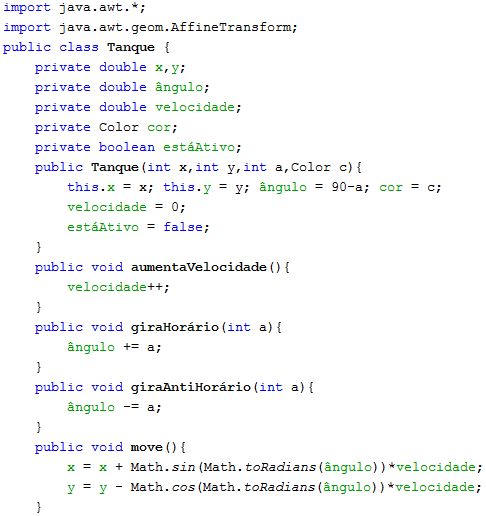 import java.awt.*;
import java.awt.geom.AffineTransform;
public class Tanque {
    private double x,y;
    private double ângulo;
    private double velocidade;
    private Color cor;
    private boolean estáAtivo;
    public Tanque(int x,int y,int a,Color c){
        this.x = x; this.y = y; ângulo = 90-a; cor = c;
        velocidade = 0;
        estáAtivo = false;
    }
    public void aumentaVelocidade(){
        velocidade++;
    }
    public void giraHorário(int a){
        ângulo += a;
    }
    public void giraAntiHorário(int a){
        ângulo -= a;
    }
    public void move(){
        x = x + Math.sin(Math.toRadians(ângulo))*velocidade;
        y = y - Math.cos(Math.toRadians(ângulo))*velocidade;
    }